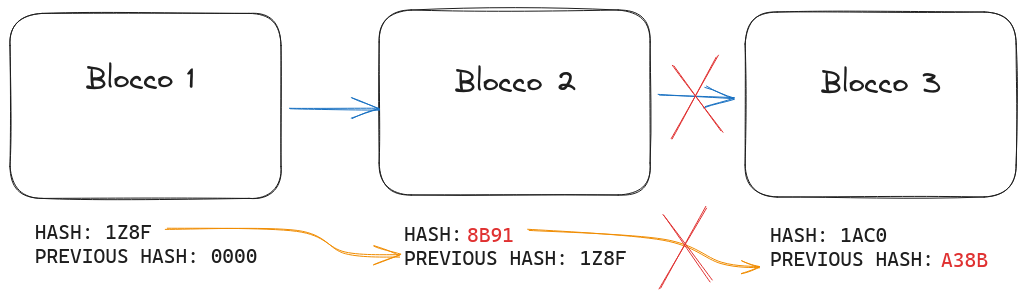 Blocco 1
Blocco 2
Blocco 3
HASH: 1Z8F
PREVIOUS HASH: 0000
HASH: 8B91
PREVIOUS HASH: 1Z8F
HASH: 1AC0
PREVIOUS HASH: A38B